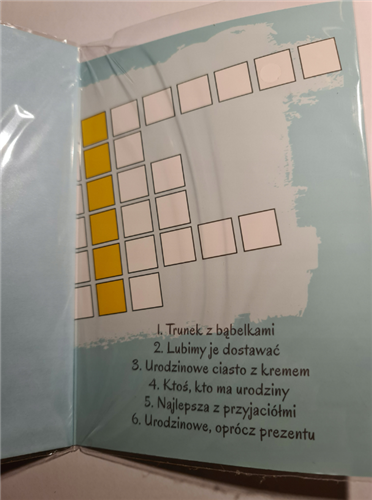 1. Trunek z bąbelkami
2. Lubimy je dostawać
3. Urodzinowe ciasto z kremem
4. Ktoś, kto ma urodziny
5. Najlepsza z przyjaciółmi
6. Urodzinowe, oprócz prezentu